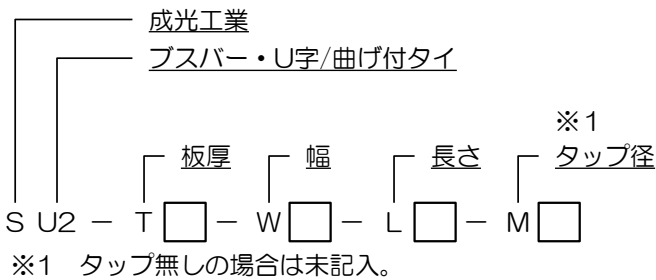 成光工業
ブスバー・U字/曲げ付タイ
※1
板厚 幅 長さ タップ径
S U2 － T□－W□－L□－M□
※1 タップ無しの場合は未記入。